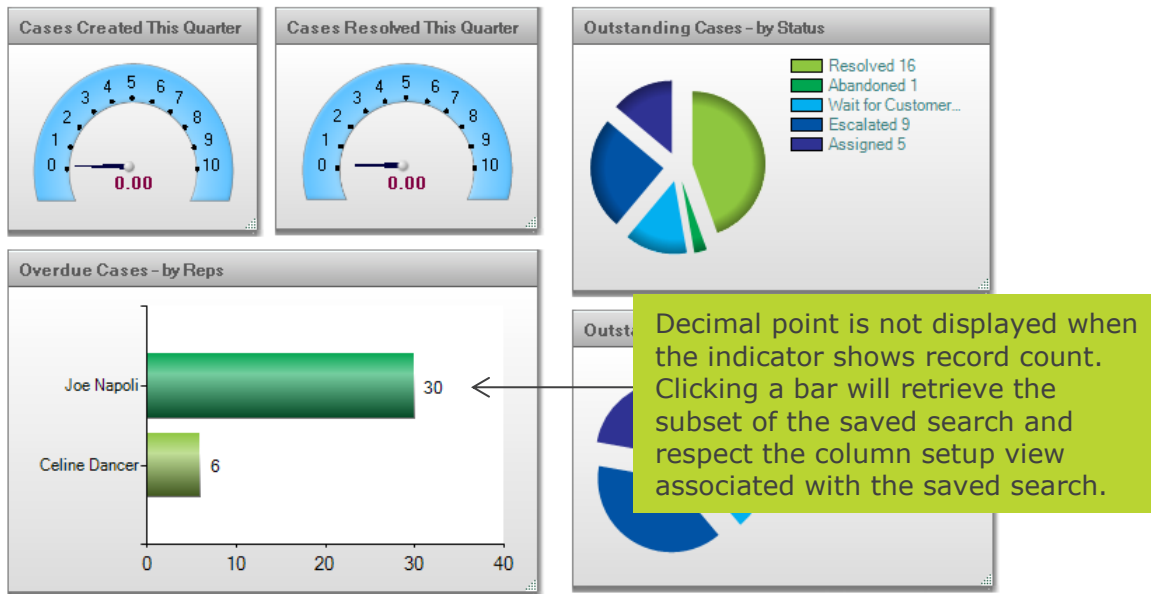 Cases Created This Quarter
0 1 2 3 4 5 6 7 8 9 10
0.00
Cases Resolved This Quarter
0 1 2 3 4 5 6 7 8 9 10
0.00
Outstanding Cases - by Status
Resolved 16
Abandoned 1
Wait for Customer...
Escalated 9
Assigned 5
Overdue Cases - by Reps
Joe Napoli
30
Celine Dancer
6
0 10 20 30 40
Decimal point is not displayed when
the indicator shows record count.
Clicking a bar will retrieve the
subset of the saved search and
respect the column setup view
associated with the saved search.